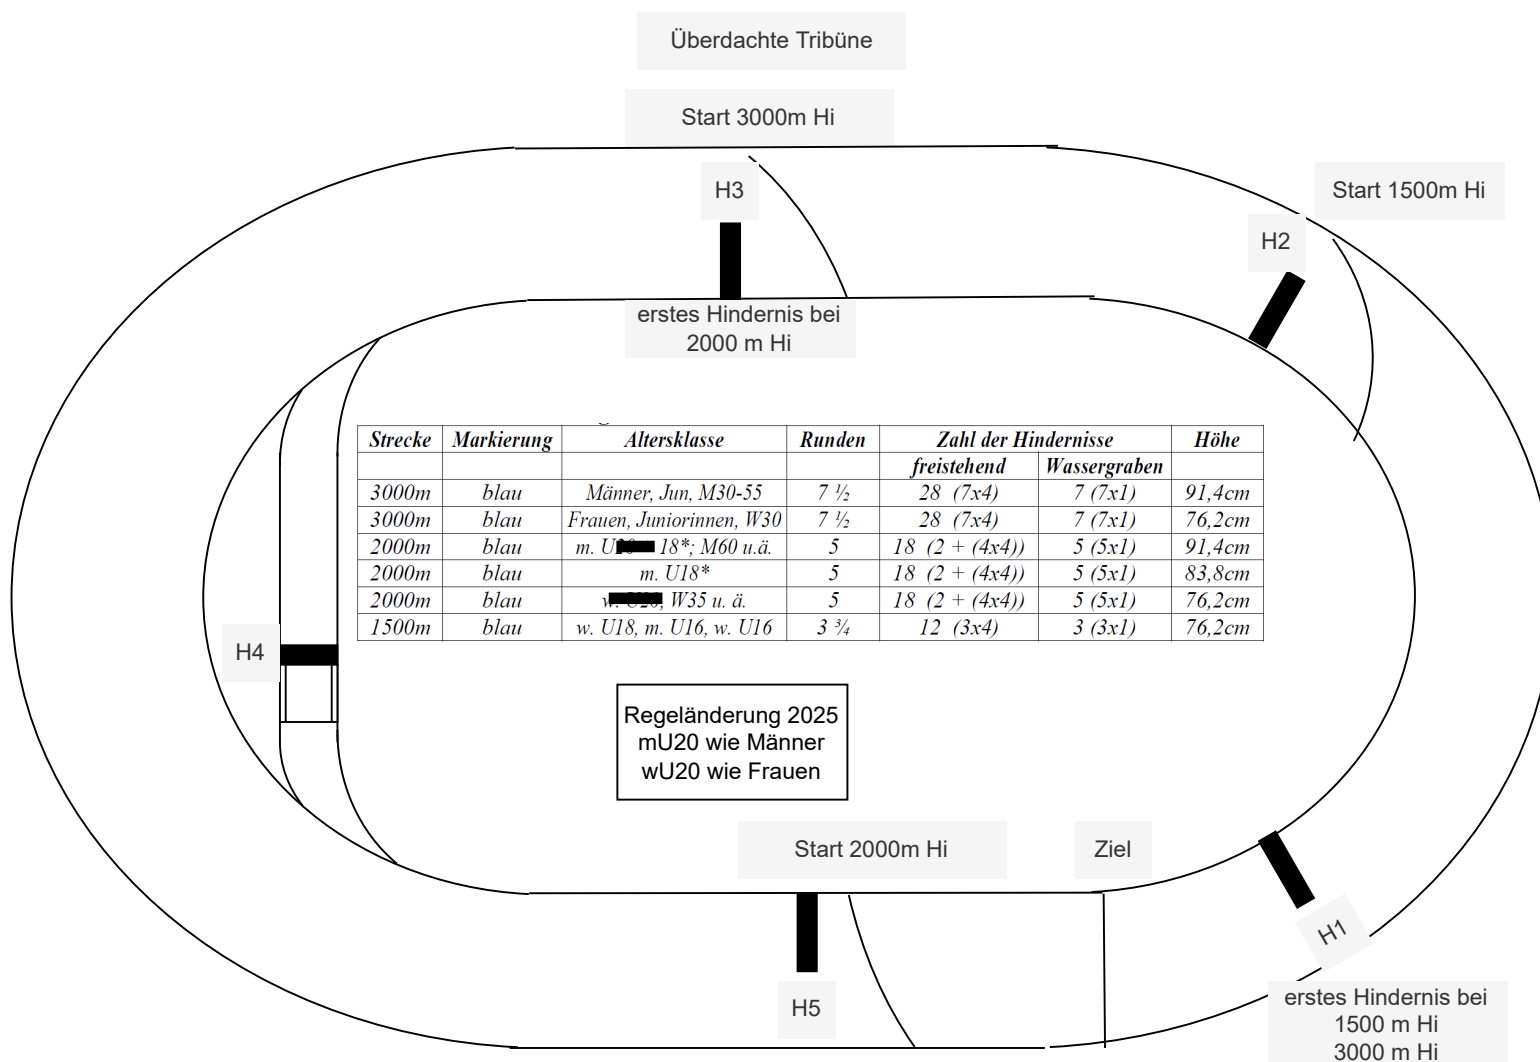 Überdachte Tribüne
Start 3000m Hi
H3
Start 1500m Hi
H2
erstes Hindernis bei
2000 m Hi
Strecke Markierung Altersklasse Runden Zahl der Hindernisse Höhe
freistehend Wassergraben
3000m blau Männer, Jun, M30-55 7 ½ 28 (7x4) 7 (7x1) 91,4cm
3000m blau Frauen, Juniorinnen, W30 7 ½ 28 (7x4) 7 (7x1) 76,2cm
2000m blau m. 18*; M60 u.ä. 5 18 (2 + (4x4)) 5 (5x1) 91,4cm
2000m blau m. U18* 5 18 (2 + (4x4)) 5 (5x1) 83,8cm
2000m blau W35 u. ä. 5 18 (2 + (4x4)) 5 (5x1) 76,2cm
1500m blau w. U18, m. U16, w. U16 3 ¾ 12 (3x4) 3 (3x1) 76,2cm
H4
Regeländerung 2025
mU20 wie Männer
wU20 wie Frauen
Start 2000m Hi
Ziel
H1
H5
erstes Hindernis bei
1500 m Hi
3000 m Hi